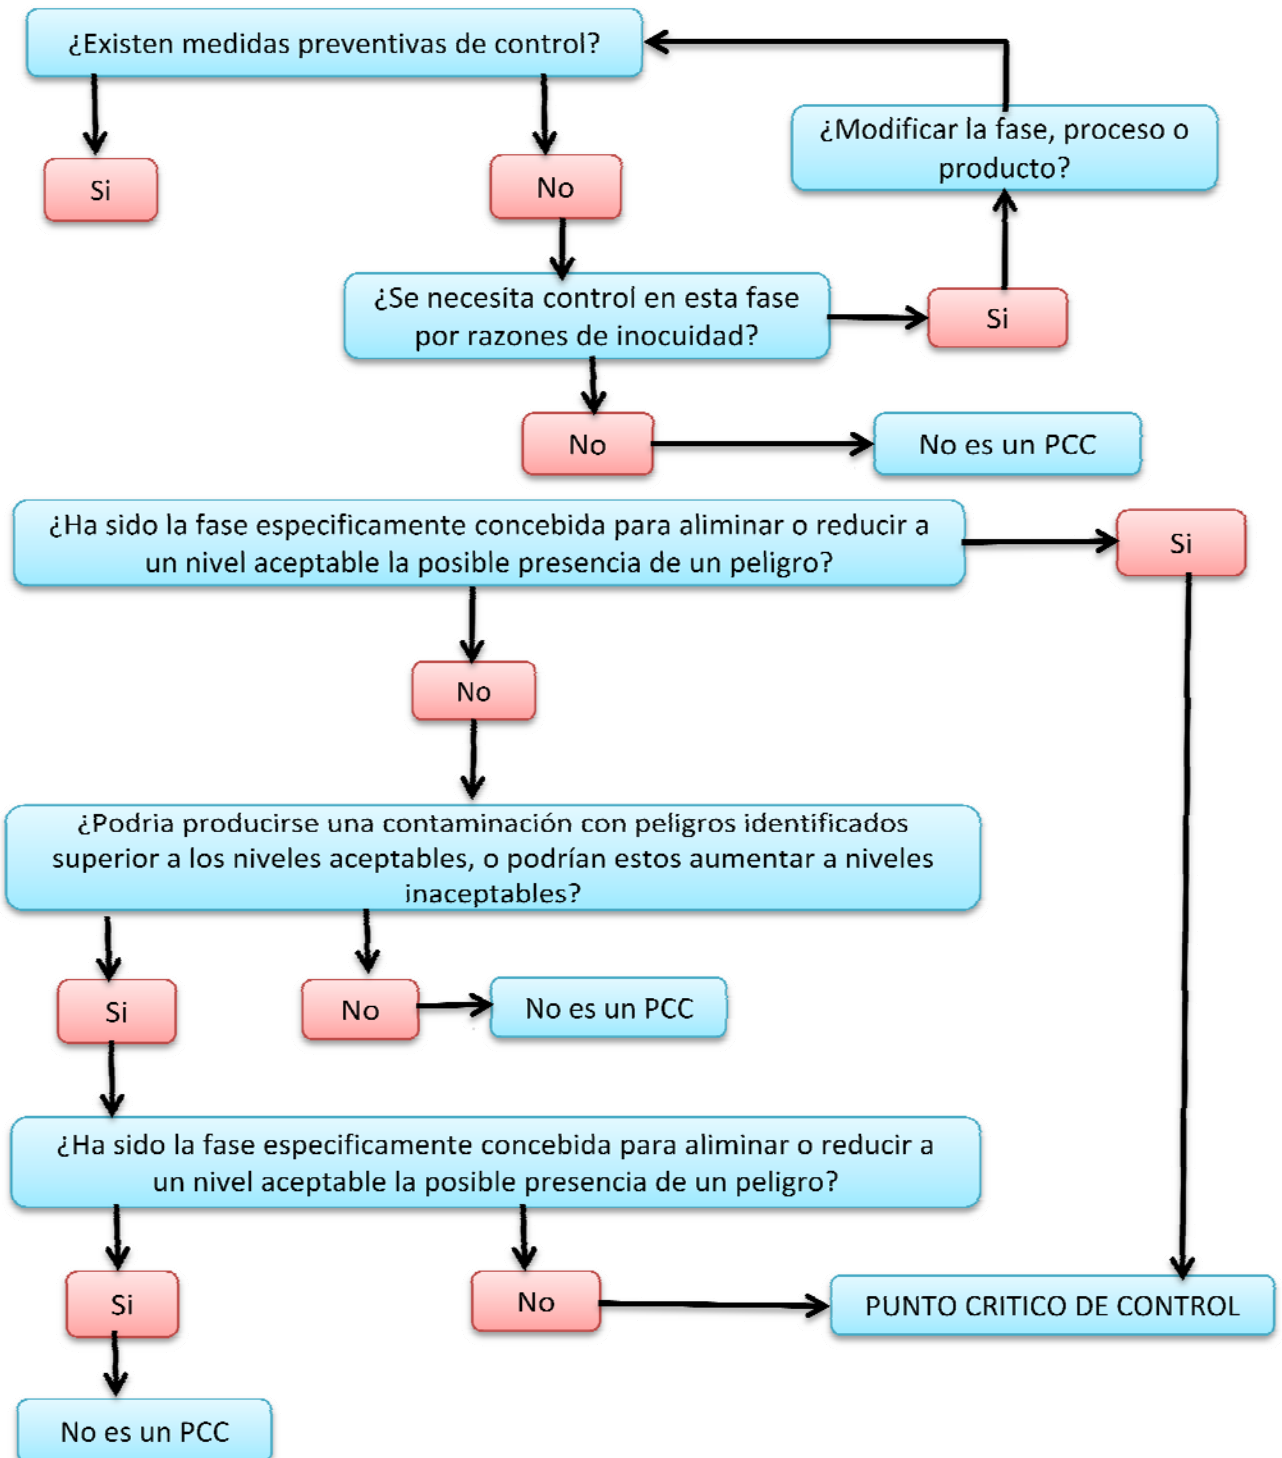 ¿Existen medidas preventivas de control?
¿Modificar la fase, proceso o
producto?
Si
No
¿Se necesita control en esta fase
por razones de inocuidad?
Si
No
No es un PCC
¿Ha sido la fase especificamente concebida para aliminar o reducir a
un nivel aceptable la posible presencia de un peligro?
Si
No
¿Podria producirse una contaminación con peligros identificados
superior a los niveles aceptables, o podrían estos aumentar a niveles
inaceptables?
Si
No
No es un PCC
¿Ha sido la fase especificamente concebida para aliminar o reducir a
un nivel aceptable la posible presencia de un peligro?
Si
No
PUNTO CRITICO DE CONTROL
No es un PCC